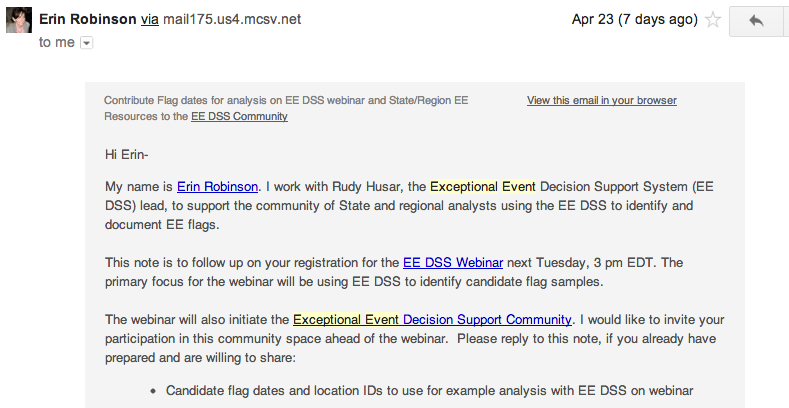 Erin Robinson via mail175.us4.mcsv.net
Apr 23 (7 days ago)
to me
Contribute Flag dates for analysis on EE DSS webinar and State/Region EE
Resources to the EE DSS Community
View this email in your browser
Hi Erin-
My name is Erin Robinson. I work with Rudy Husar, the Exceptional Event Decision Support System (EE
DSS) lead, to support the community of State and regional analysts using the EE DSS to identify and
document EE flags.
This note is to follow up on your registration for the EE DSS Webinar next Tuesday, 3 pm EDT. The
primary focus for the webinar will be using EE DSS to identify candidate flag samples.
The webinar will also initiate the Exceptional Event Decision Support Community. I would like to invite your
participation in this community space ahead of the webinar.  Please reply to this note, if you already have
prepared and are willing to share:
• Candidate flag dates and location IDs to use for example analysis with EE DSS on webinar